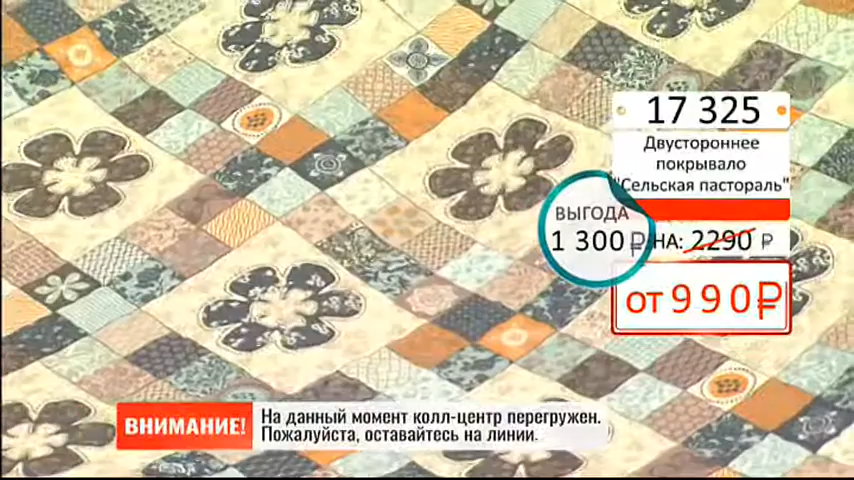 17 325
Двустороннее
покрывало
"Сельская пастораль"
ВЫГОДА
1 300₽
НА: 2290 ₽
от 990₽
ВНИМАНИЕ!
На данный момент колл-центр перегружен.
Пожалуйста, оставайтесь на линии.